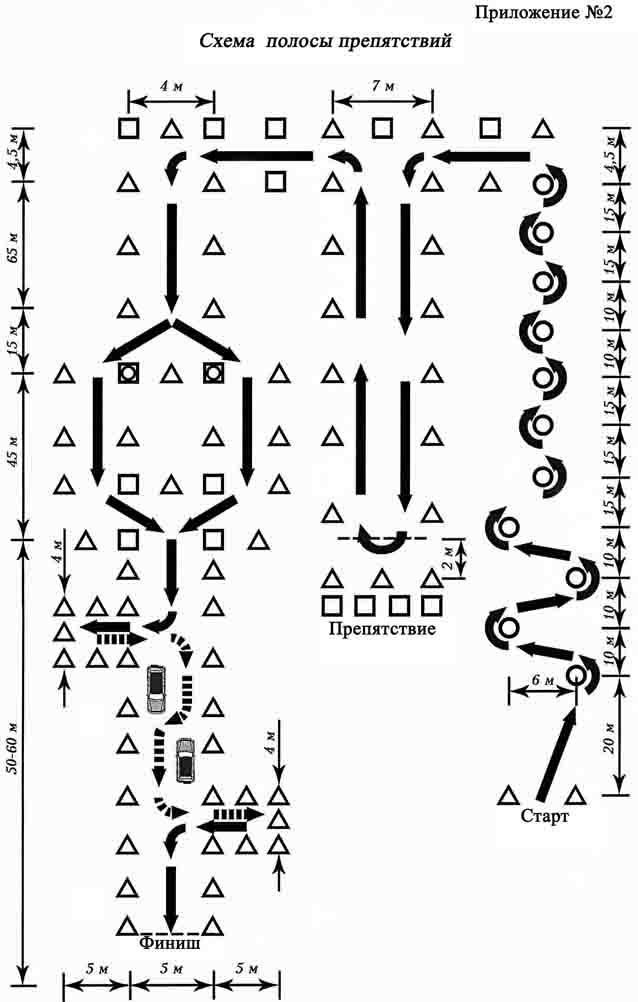 Приложение №2
Схема полосы препятствий
4 м
7 м
4,5 м
65 м
15 м
45 м
50-60 м
4,5 м
15 м
15 м
10 м
10 м
15 м
15 м
15 м
10 м
10 м
10 м
20 м
4 м
2 м
Препятствие
6 м
4 м
Старт
Финиш
5 м
5 м
5 м